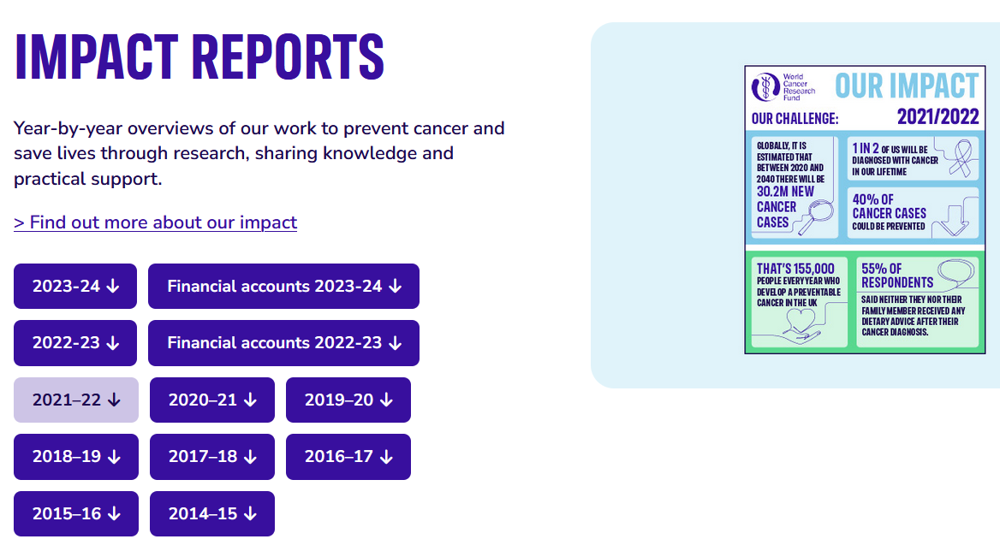 IMPACT REPORTS
Year-by-year overviews of our work to prevent cancer and
save lives through research, sharing knowledge and
practical support.
> Find out more about our impact
2023-24
Financial accounts 2023-24
2022-23
Financial accounts 2022-23
2021–22
2020–21
2019–20
2018–19
2017–18
2016–17
2015–16
2014–15
World
Cancer
Research
Fund
OUR IMPACT
2021/2022
OUR CHALLENGE:
GLOBALLY, IT IS
ESTIMATED THAT
BETWEEN 2020 AND
2040 THERE WILL BE
30.2M NEW
CANCER
CASES
1 IN 2 OF US WILL BE
DIAGNOSED WITH CANCER
IN OUR LIFETIME
40% OF
CANCER CASES
COULD BE PREVENTED
THAT'S 155,000
PEOPLE EVERY YEAR WHO
DEVELOP A PREVENTABLE
CANCER IN THE UK
55% OF
RESPONDENTS
SAID NEITHER THEY NOR THEIR
FAMILY MEMBER RECEIVED ANY
DIETARY ADVICE AFTER THEIR
CANCER DIAGNOSIS.